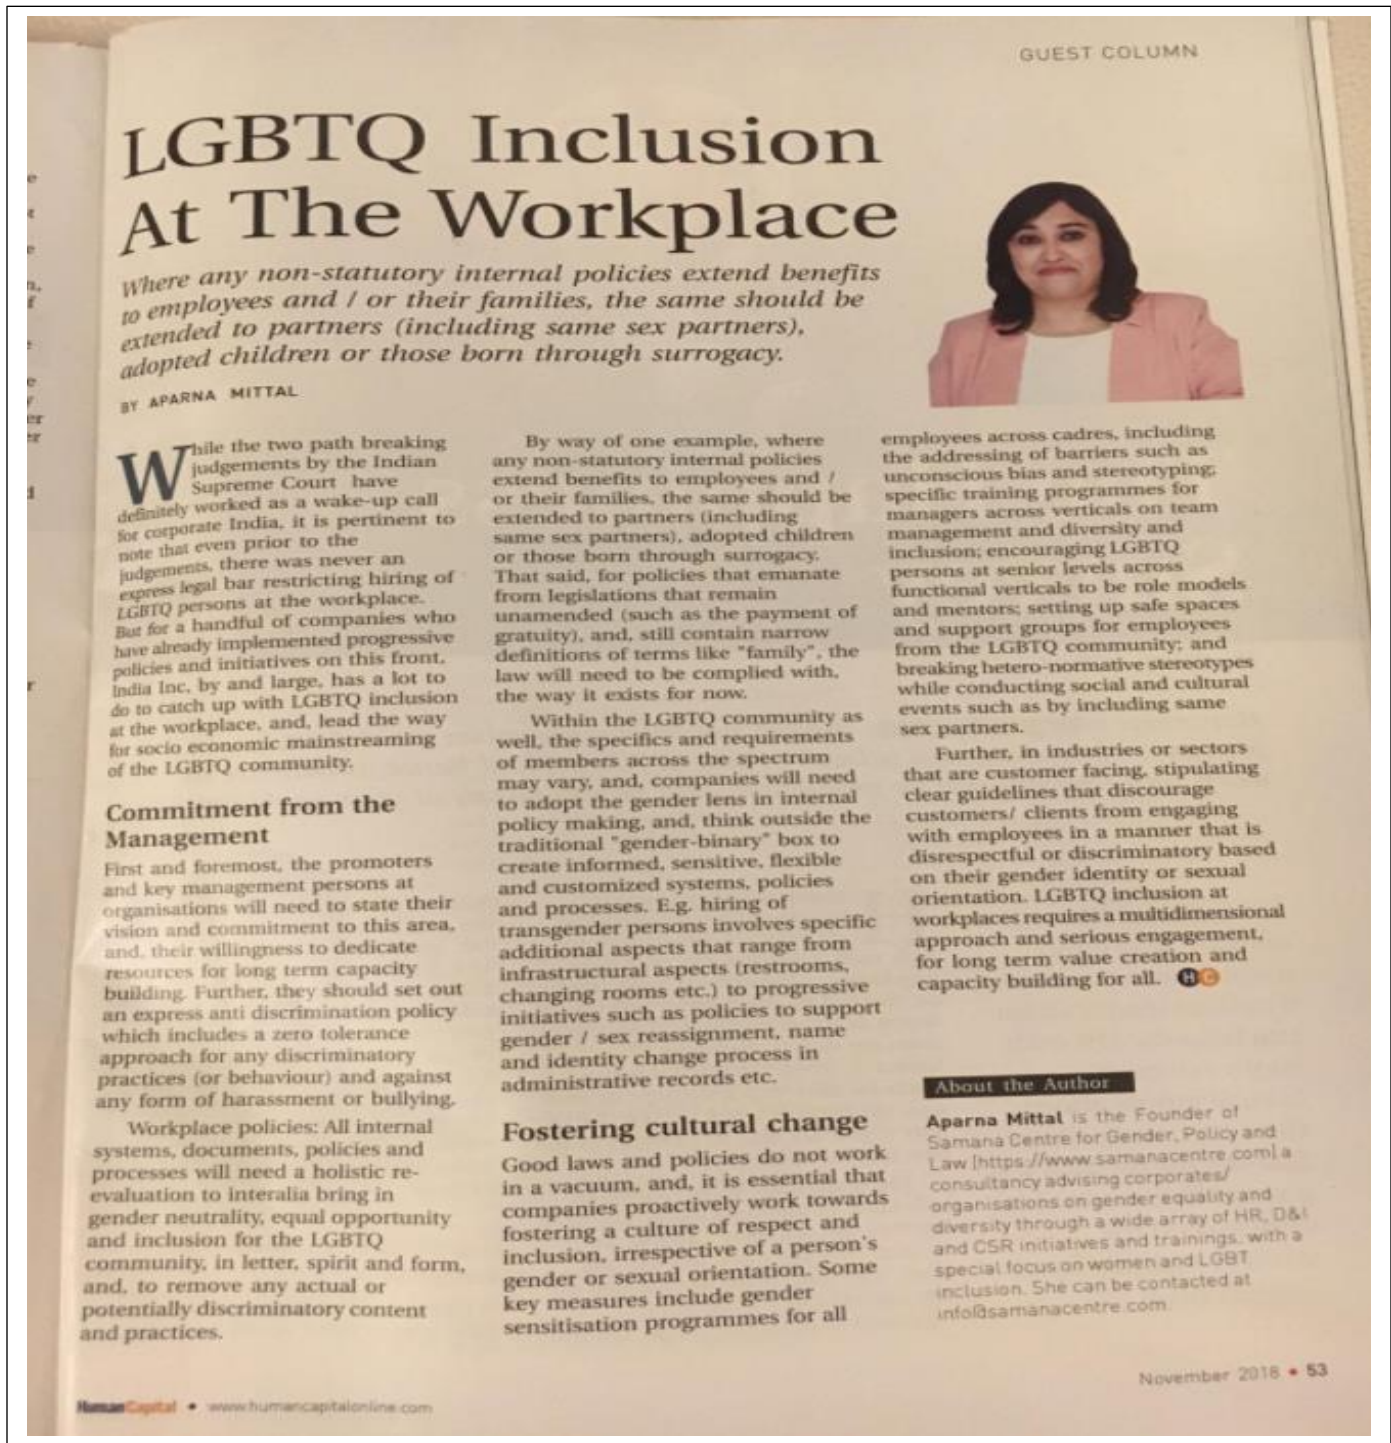 GUEST COLUMN
LGBTQ Inclusion
At The Workplace
Where any non-statutory internal policies extend benefits
to employees and / or their families, the same should be
extended to partners (including same sex partners),
adopted children or those born through surrogacy.
BY APARNA MITTAL
While the two path breaking
judgements by the Indian
Supreme Court have
definitely worked as a wake-up call
for corporate India, it is pertinent to
note that even prior to the
judgements, there was never an
express legal bar restricting hiring of
LGBTQ persons at the workplace.
But for a handful of companies who
have already implemented progressive
policies and initiatives on this front,
India Inc, by and large, has a lot to
do to catch up with LGBTQ inclusion
at the workplace, and, lead the way
for socio economic mainstreaming
of the LGBTQ community.
Commitment from the
Management
First and foremost, the promoters
and key management persons at
organisations will need to state their
vision and commitment to this area,
and, their willingness to dedicate
resources for long term capacity
building. Further, they should set out
an express anti discrimination policy
which includes a zero tolerance
approach for any discriminatory
practices (or behaviour) and against
any form of harassment or bullying.
Workplace policies: All internal
systems, documents, policies and
processes will need a holistic re-
evaluation to interalia bring in
gender neutrality, equal opportunity
and inclusion for the LGBTQ
community, in letter, spirit and form,
and, to remove any actual or
potentially discriminatory content
and practices.
By way of one example, where
any non-statutory internal policies
extend benefits to employees and /
or their families, the same should be
extended to partners (including
same sex partners), adopted children
or those born through surrogacy.
That said, for policies that emanate
from legislations that remain
unamended (such as the payment of
gratuity), and, still contain narrow
definitions of terms like "family", the
law will need to be complied with,
the way it exists for now.
Within the LGBTQ community as
well, the specifics and requirements
of members across the spectrum
may vary, and, companies will need
to adopt the gender lens in internal
policy making, and, think outside the
traditional "gender-binary" box to
create informed, sensitive, flexible
and customized systems, policies
and processes. E.g. hiring of
transgender persons involves specific
additional aspects that range from
infrastructural aspects (restrooms,
changing rooms etc.) to progressive
initiatives such as policies to support
gender / sex reassignment, name
and identity change process in
administrative records etc.
Fostering cultural change
Good laws and policies do not work
in a vacuum, and, it is essential that
companies proactively work towards
fostering a culture of respect and
inclusion, irrespective of a person's
gender or sexual orientation. Some
key measures include gender
sensitisation programmes for all
employees across cadres, including
the addressing of barriers such as
unconscious bias and stereotyping;
specific training programmes for
managers across verticals on team
management and diversity and
inclusion; encouraging LGBTQ
persons at senior levels across
functional verticals to be role models
and mentors; setting up safe spaces
and support groups for employees
from the LGBTQ community; and
breaking hetero-normative stereotypes
while conducting social and cultural
events such as by including same
sex partners.
Further, in industries or sectors
that are customer facing, stipulating
clear guidelines that discourage
customers/ clients from engaging
with employees in a manner that is
disrespectful or discriminatory based
on their gender identity or sexual
orientation. LGBTQ inclusion at
workplaces requires a multidimensional
approach and serious engagement,
for long term value creation and
capacity building for all. HC
About the Author
Aparna Mittal is the Founder of
Samana Centre for Gender, Policy and
Law [https://www.samanacentre.com] a
consultancy advising corporates/
organisations on gender equality and
diversity through a wide array of HR, D&I
and CSR initiatives and trainings, with a
special focus on women and LGBT
inclusion. She can be contacted at
info@samanacentre.com.
HumanCapital • www.humancapitalonline.com
November 2018 • 53